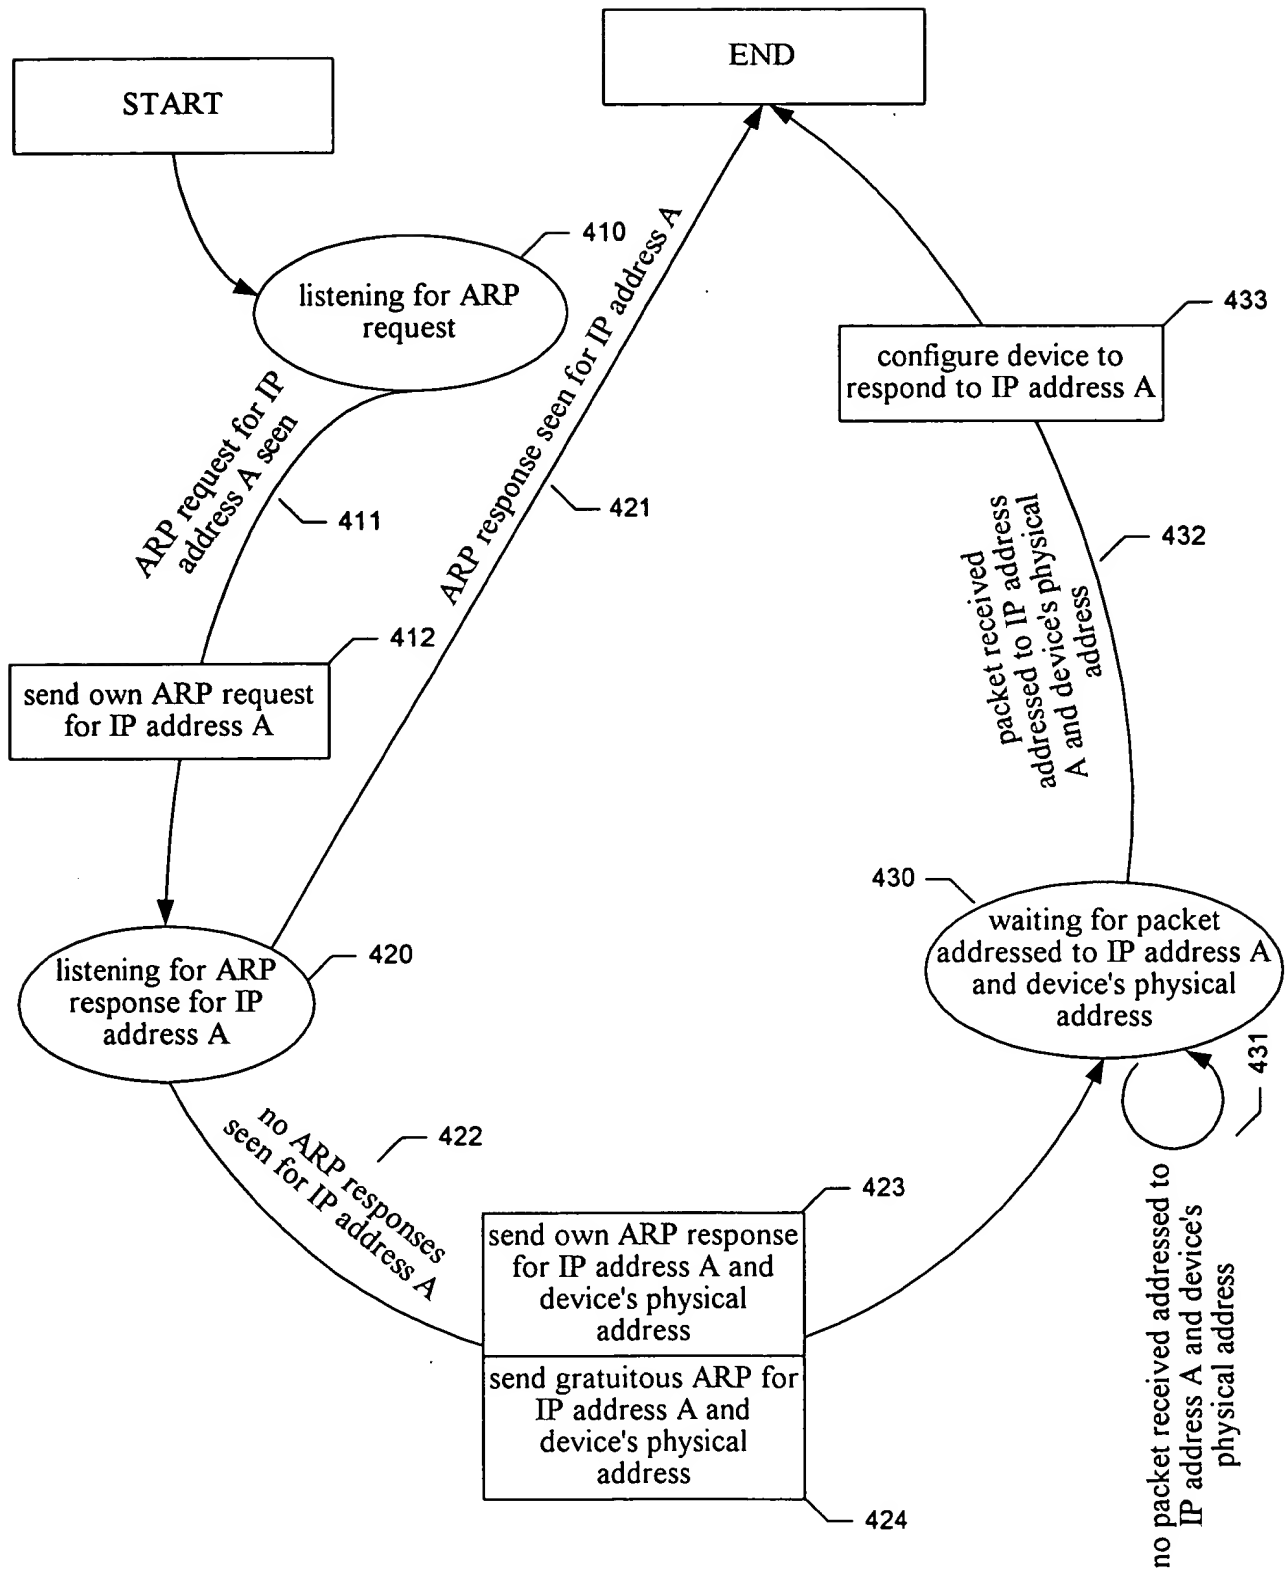 END
START
410
listening for ARP
request
433
configure device to
respond to IP address A
ARP request for IP
address A seen
411
ARP response seen for IP address A
421
packet received
addressed to IP address
A and device's physical
address
432
412
send own ARP request
for IP address A
430
waiting for packet
addressed to IP address A
and device's physical
address
420
listening for ARP
response for IP
address A
431
no ARP responses
seen for IP address A
422
423
send own ARP response
for IP address A and
device's physical
address
send gratuitous ARP for
IP address A and
device's physical
address
424
no packet received addressed to
IP address A and device's
physical address